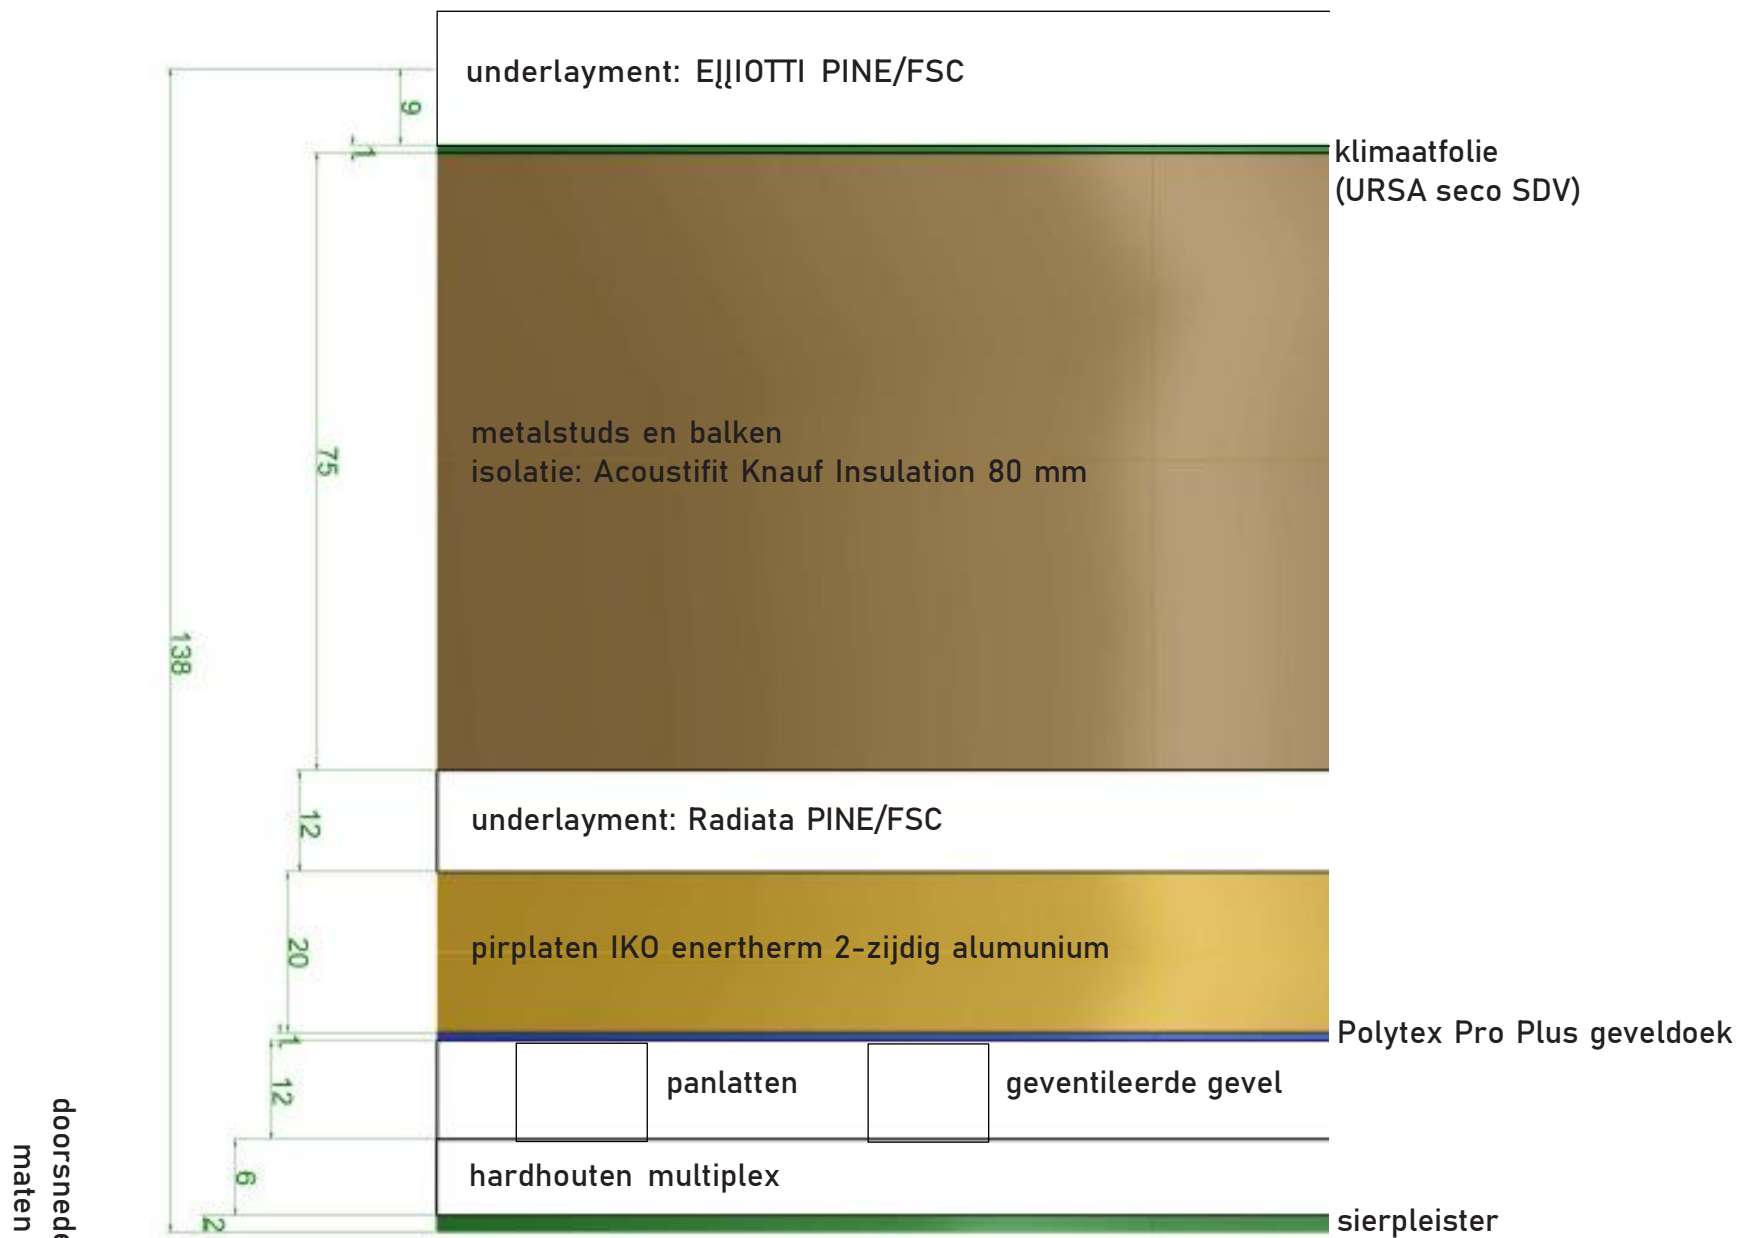 underlayment: EļļIOTTI PINE/FSC
9
1
klimaatfolie
(URSA seco SDV)
metalstuds en balken
isolatie: Acoustifit Knauf Insulation 80 mm
75
138
underlayment: Radiata PINE/FSC
12
pirplaten IKO enertherm 2-zijdig alumunium
20
Polytex Pro Plus geveldoek
1
panlatten
geventileerde gevel
12
hardhouten multiplex
6
sierpleister
2
doorsnede
maten